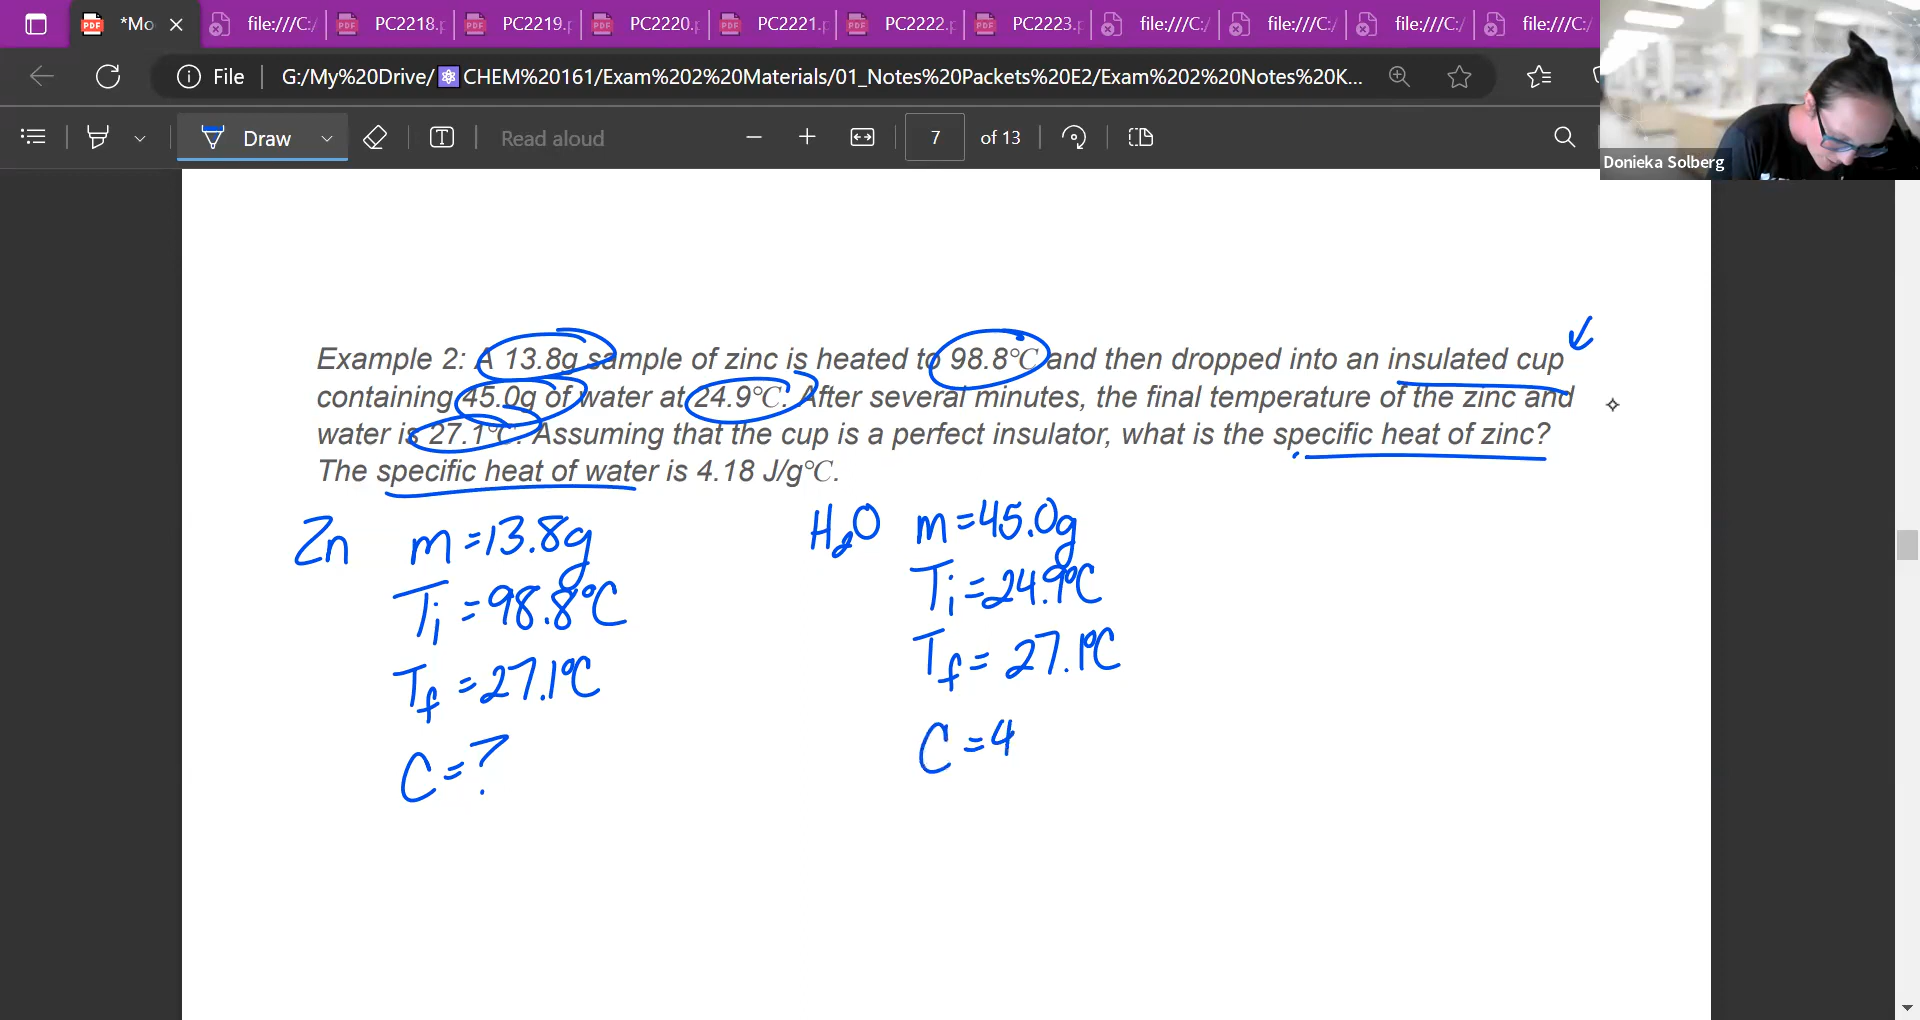 *Mo
file:///C:/
PC2218.p
PC2219.p
PC2220.p
PC2221.p
PC2222.p
PC2223.p
file:///C:/
file:///C:/
file:///C:/
file:///C:/
File
G:/My%20Drive/⚛CHEM%20161/Exam%202%20Materials/01_Notes%20Packets%20E2/Exam%202%20Notes%20K...
Draw
Read aloud
7
of 13
Donieka Solberg
Example 2: A 13.8g sample of zinc is heated to 98.8°C and then dropped into an insulated cup
containing 45.0g of water at 24.9°C. After several minutes, the final temperature of the zinc and
water is 27.1°C. Assuming that the cup is a perfect insulator, what is the specific heat of zinc?
The specific heat of water is 4.18 J/g°C.
Zn m=13.8g
Ti =98.8°C
Tf =27.1°C
C=?
H2O m=45.0g
Ti =24.9°C
Tf = 27.1°C
C=4